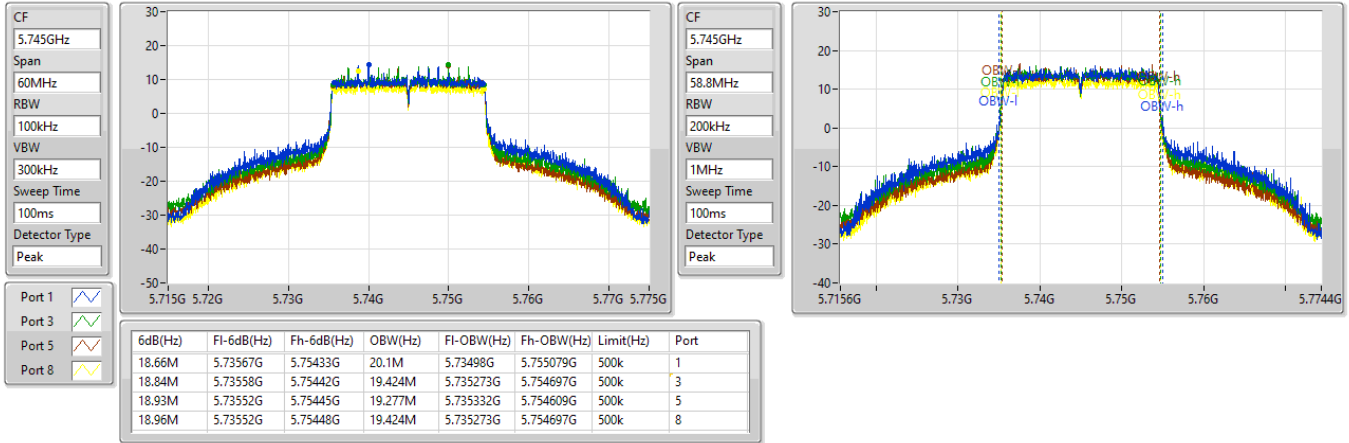 CF
5.745GHz
Span
60MHz
RBW
100kHz
VBW
300kHz
Sweep Time
100ms
Detector Type
Peak
30
20
10
0
-10
-20
-30
-40
-50
5.715G 5.72G 5.73G 5.74G 5.75G 5.76G 5.77G 5.775G
CF
5.745GHz
Span
58.8MHz
RBW
200kHz
VBW
1MHz
Sweep Time
100ms
Detector Type
Peak
30
20
10
0
-10
-20
-30
-40
OBW-l
OBW-h
5.7156G 5.73G 5.74G 5.75G 5.76G 5.7744G
Port 1
Port 3
Port 5
Port 8
6dB(Hz) Fl-6dB(Hz) Fh-6dB(Hz) OBW(Hz) Fl-OBW(Hz) Fh-OBW(Hz) Limit(Hz) Port
18.66M 5.73567G 5.75433G 20.1M 5.73498G 5.755079G 500k 1
18.84M 5.73558G 5.75442G 19.424M 5.735273G 5.754697G 500k 3
18.93M 5.73552G 5.75445G 19.277M 5.735332G 5.754609G 500k 5
18.96M 5.73552G 5.75448G 19.424M 5.735273G 5.754697G 500k 8